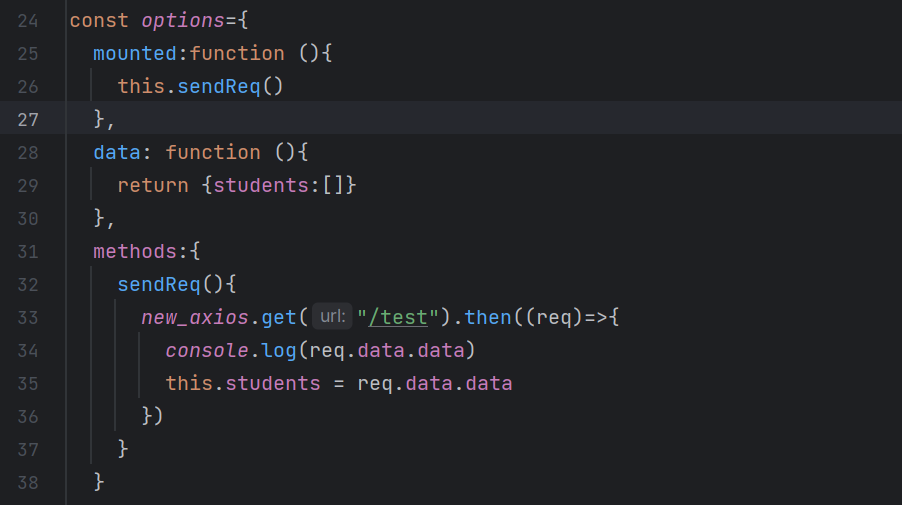 24 const options={
25   mounted:function (){
26     this.sendReq()
27   },
28   data: function (){
29     return {students:[]}
30   },
31   methods:{
32     sendReq(){
33       new_axios.get( url: "/test").then((req)=>{
34         console.log(req.data.data)
35         this.students = req.data.data
36       })
37     }
38   }